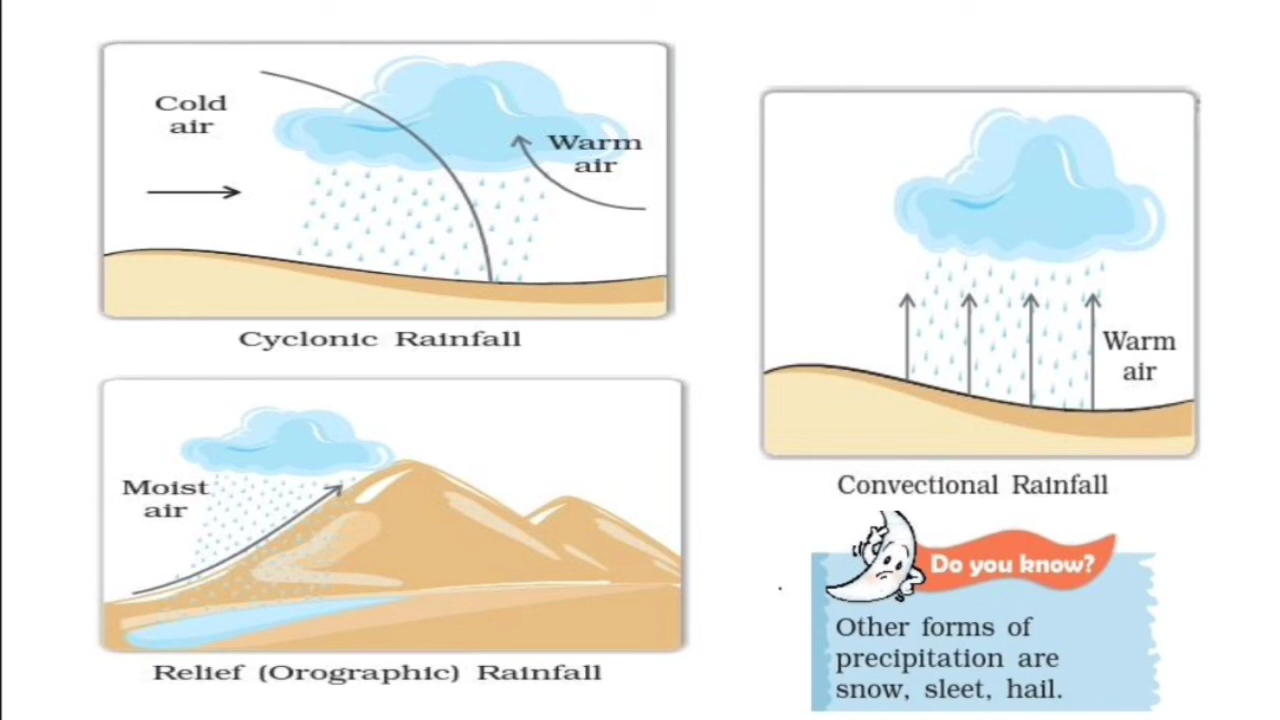 Cold
air
Warm
air
Cyclonic Rainfall
Moist
air
Relief (Orographic) Rainfall
Warm
air
Convectional Rainfall
Do you know?
Other forms of
precipitation are
snow, sleet, hail.